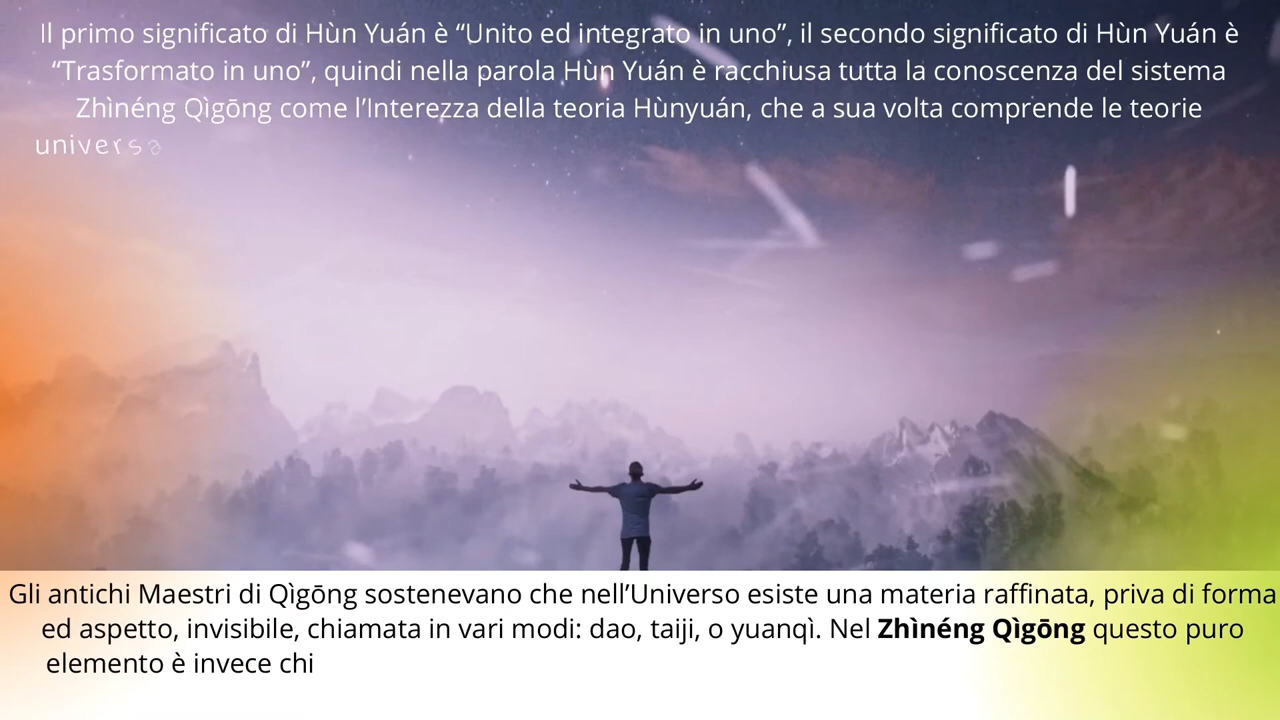 Il primo significato di Hùn Yuán è “Unito ed integrato in uno”, il secondo significato di Hùn Yuán è
“Trasformato in uno”, quindi nella parola Hùn Yuán è racchiusa tutta la conoscenza del sistema
Zhìnéng Qìgōng come l’Interezza della teoria Hùnyuán, che a sua volta comprende le teorie
universa
Gli antichi Maestri di Qìgōng sostenevano che nell’Universo esiste una materia raffinata, priva di forma
ed aspetto, invisibile, chiamata in vari modi: dao, taiji, o yuanqì. Nel Zhìnéng Qìgōng questo puro
elemento è invece chi